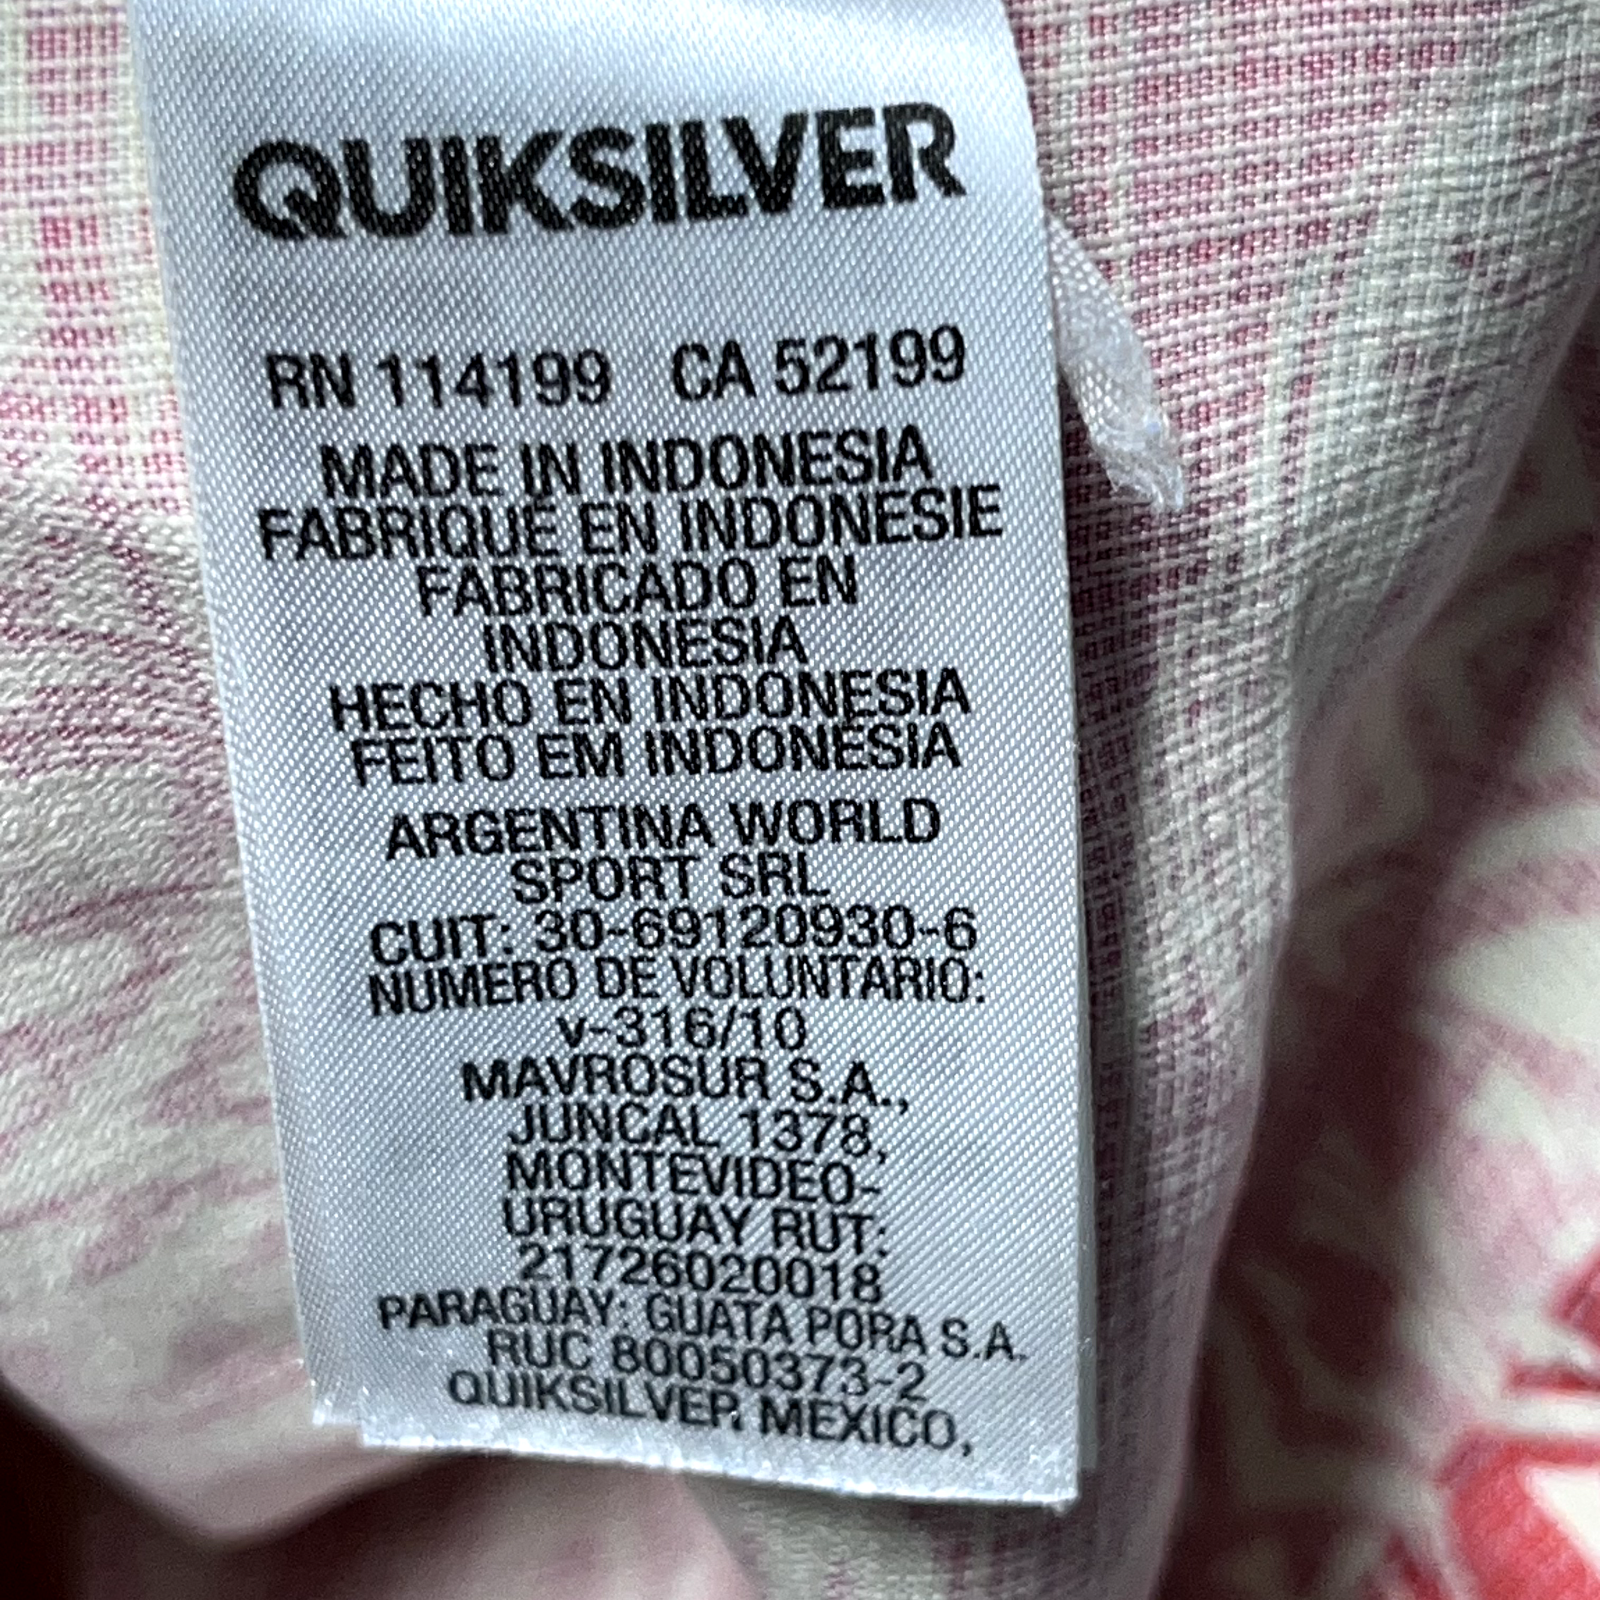 QUIKSILVER
RN 114199 CA 52199
MADE IN INDONESIA
FABRIQUÉ EN INDONESIE
FABRICADO EN
INDONESIA
HECHO EN INDONESIA
FEITO EM INDONÉSIA
ARGENTINA WORLD
SPORT SRL
CUIT: 30-69120930-6
NUMERO DE VOLUNTARIO:
v-316/10
MAVROSUR S.A.,
JUNCAL 1378,
MONTEVIDEO-
URUGUAY RUT:
217260200018
PARAGUAY: GUATA PORA S.A.
RUC 80050373-2
QUIKSILVER MEXICO,